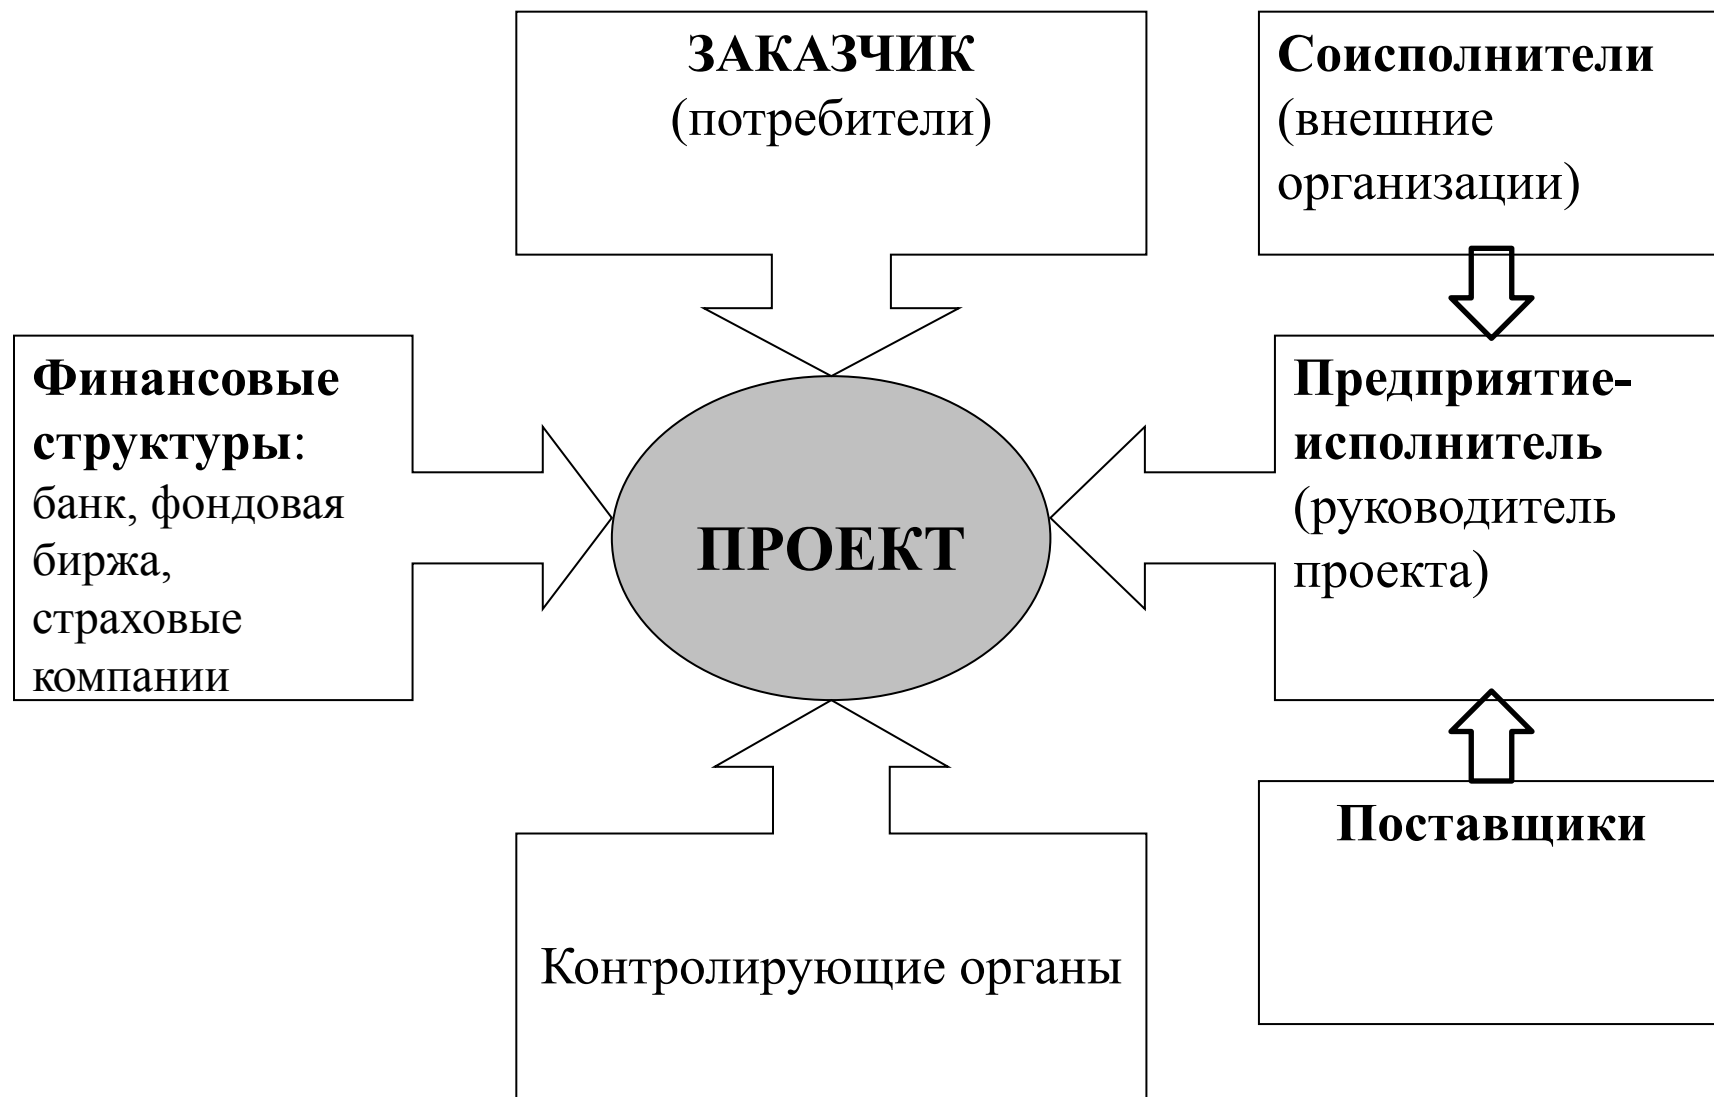 ЗАКАЗЧИК
(потребители)
Соисполнители
(внешние
организации)
Финансовые
структуры:
банк, фондовая
биржа,
страховые
компании
ПРОЕКТ
Предприятие-
исполнитель
(руководитель
проекта)
Контролирующие органы
Поставщики